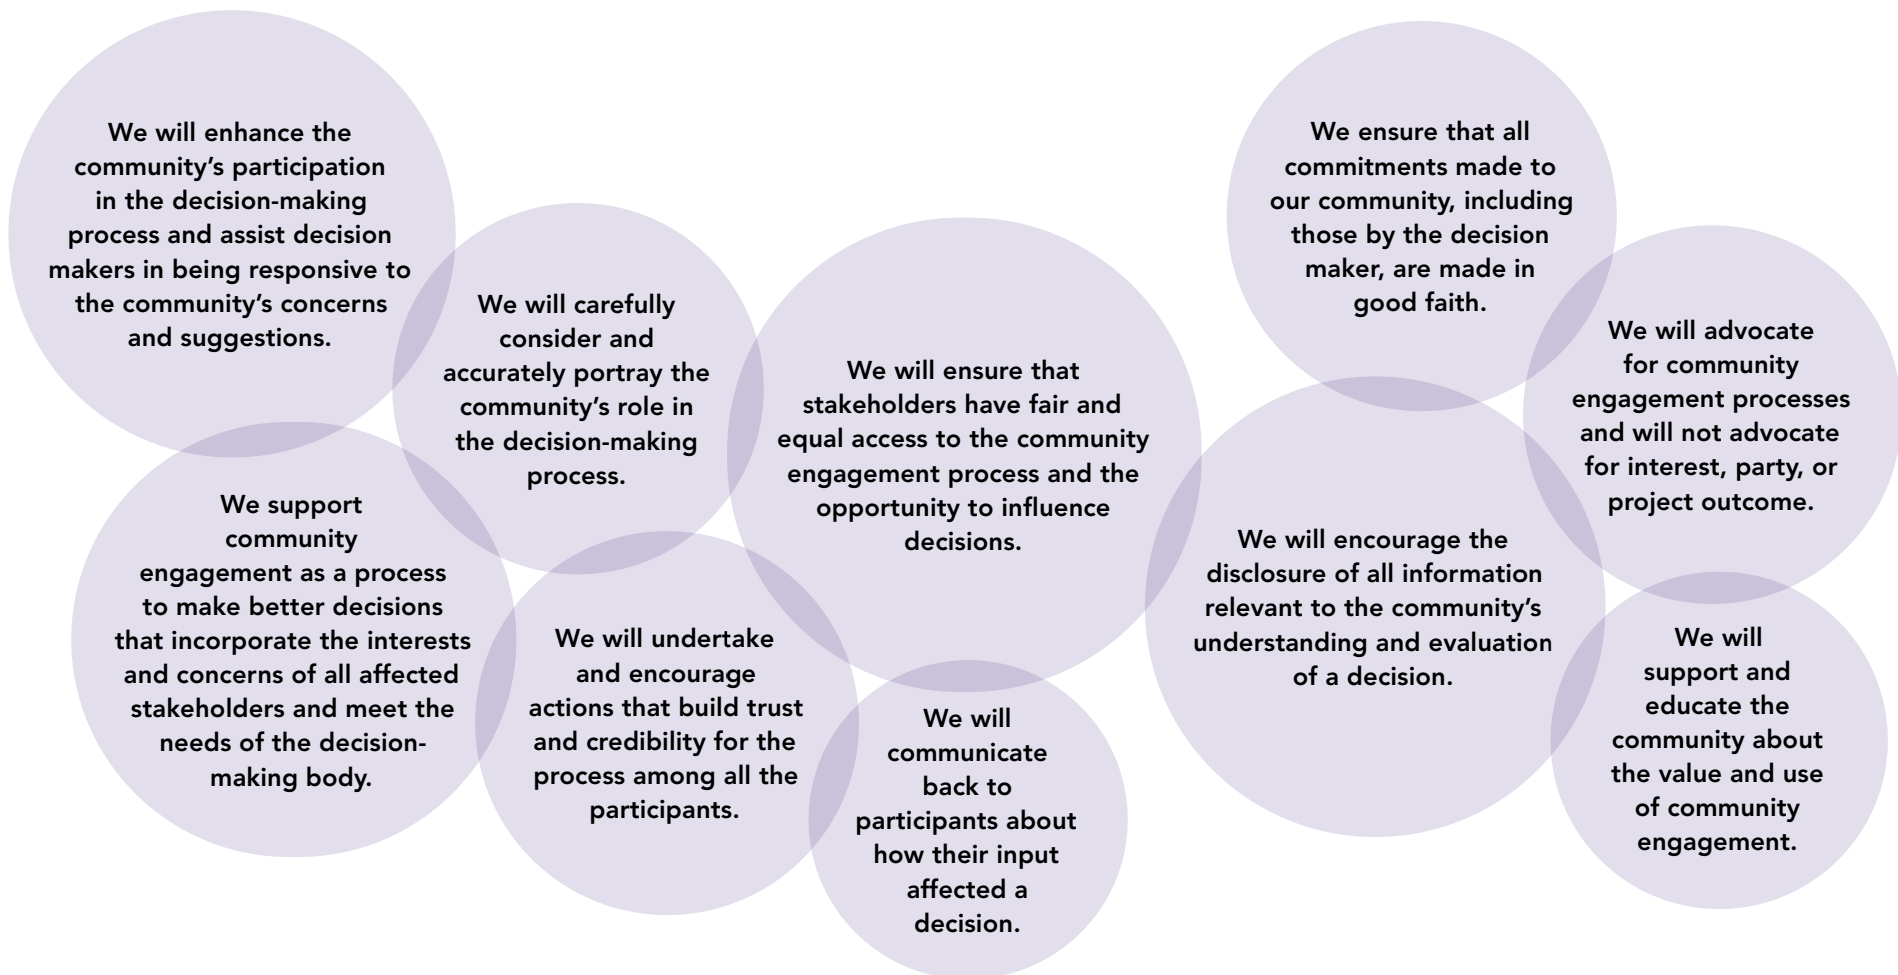 We will enhance the
community’s participation
in the decision-making
process and assist decision
makers in being responsive to
the community’s concerns
and suggestions.
We support
community
engagement as a process
to make better decisions
that incorporate the interests
and concerns of all affected
stakeholders and meet the
needs of the decision-
making body.
We will carefully
consider and
accurately portray the
community’s role in
the decision-making
process.
We will undertake
and encourage
actions that build trust
and credibility for the
process among all the
participants.
We will ensure that
stakeholders have fair and
equal access to the community
engagement process and the
opportunity to influence
decisions.
We will
communicate
back to
participants about
how their input
affected a
decision.
We ensure that all
commitments made to
our community, including
those by the decision
maker, are made in
good faith.
We will encourage the
disclosure of all information
relevant to the community’s
understanding and evaluation
of a decision.
We will advocate
for community
engagement processes
and will not advocate
for interest, party, or
project outcome.
We will
support and
educate the
community about
the value and use
of community
engagement.